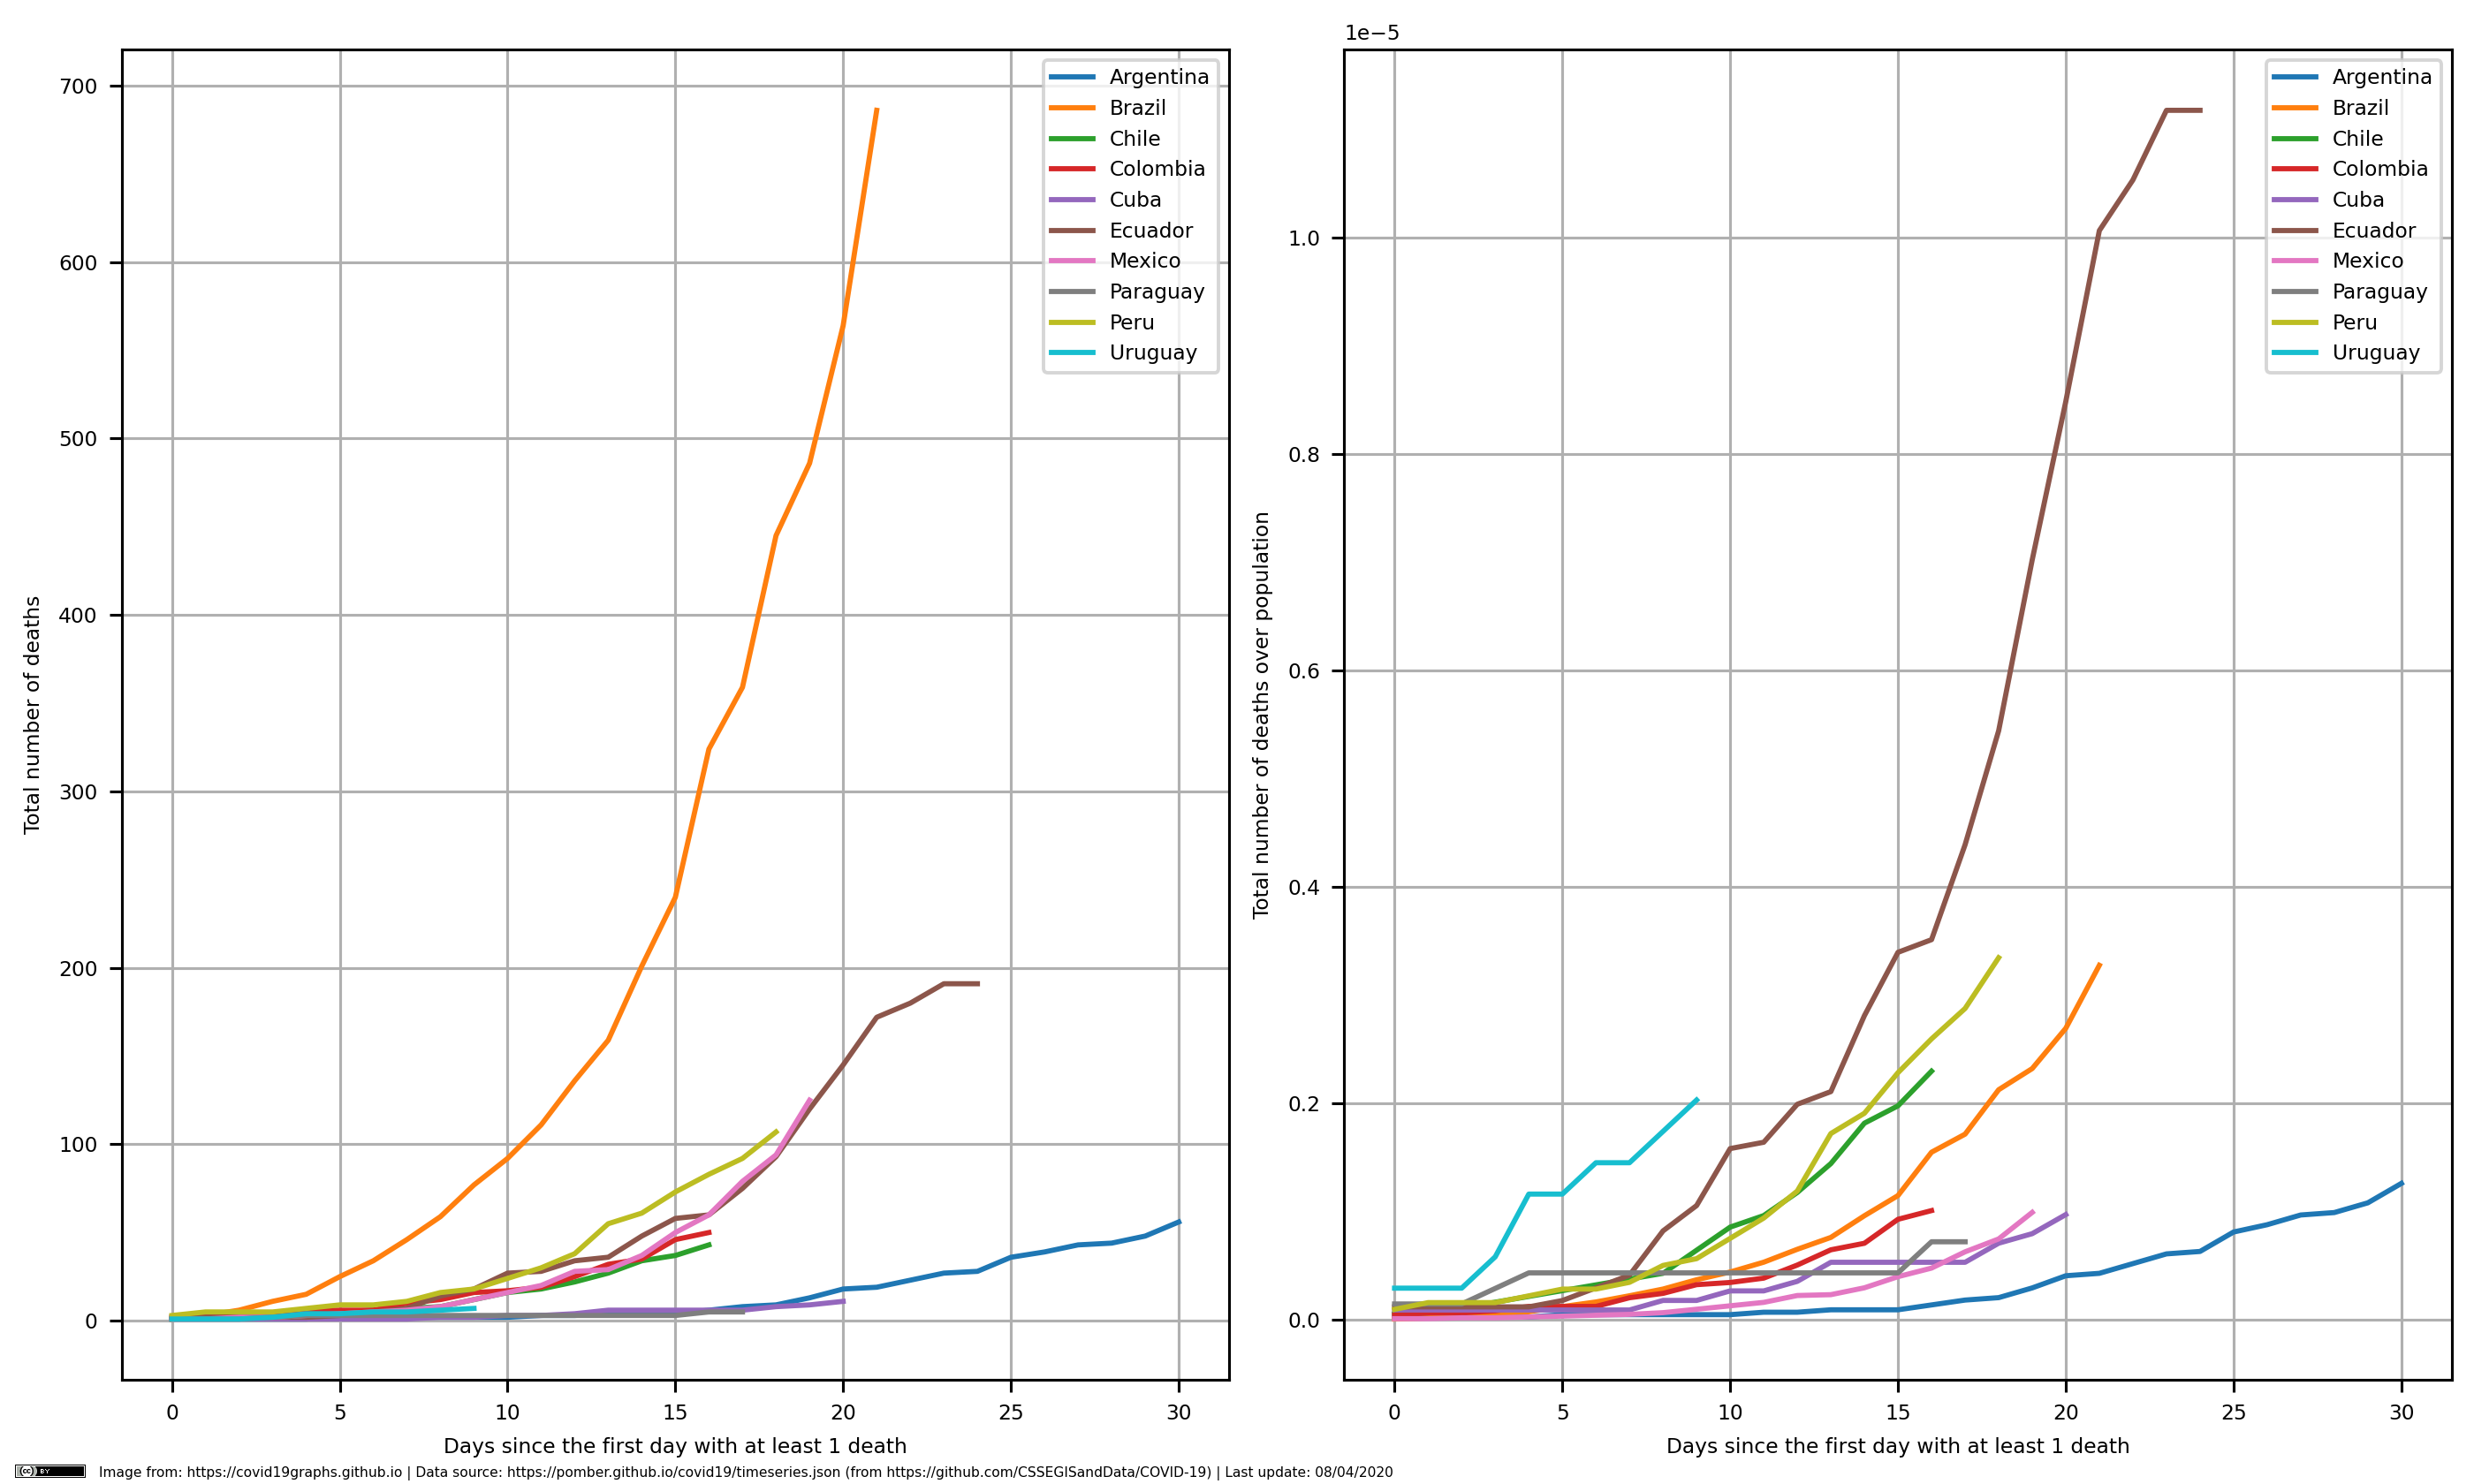 700
600
500
400
300
200
100
0
Total number of deaths
0 5 10 15 20 25 30
Days since the first day with at least 1 death
Argentina
Brazil
Chile
Colombia
Cuba
Ecuador
Mexico
Paraguay
Peru
Uruguay
1e−5
1.0
0.8
0.6
0.4
0.2
0.0
Total number of deaths over population
0 5 10 15 20 25 30
Days since the first day with at least 1 death
Argentina
Brazil
Chile
Colombia
Cuba
Ecuador
Mexico
Paraguay
Peru
Uruguay
cc BY Image from: https://covid19graphs.github.io | Data source: https://pomber.github.io/covid19/timeseries.json (from https://github.com/CSSEGISandData/COVID-19) | Last update: 08/04/2020